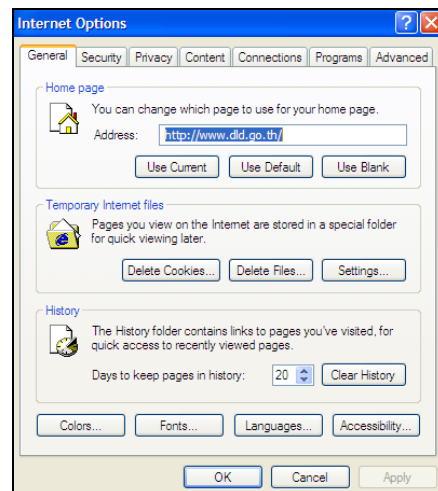 Internet Options
General Security Privacy Content Connections Programs Advanced
Home page
You can change which page to use for your home page.
Address: http://www.dld.go.th/
Use Current Use Default Use Blank
Temporary Internet files
Pages you view on the Internet are stored in a special folder
for quick viewing later.
Delete Cookies... Delete Files... Settings...
History
The History folder contains links to pages you've visited, for
quick access to recently viewed pages.
Days to keep pages in history: 20 Clear History
Colors... Fonts... Languages... Accessibility...
OK Cancel Apply